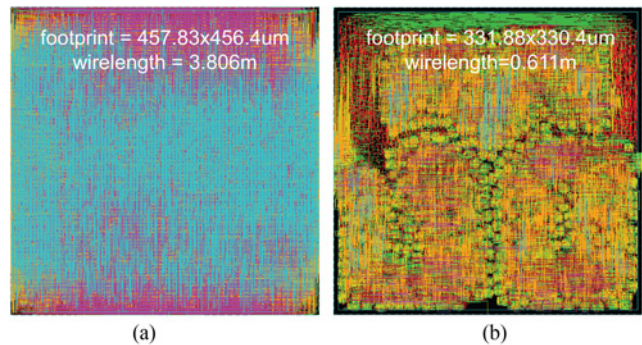 footprint = 457.83x456.4um
wirelength = 3.806m
footprint = 331.88x330.4um
wirelength=0.611m
(a)
(b)